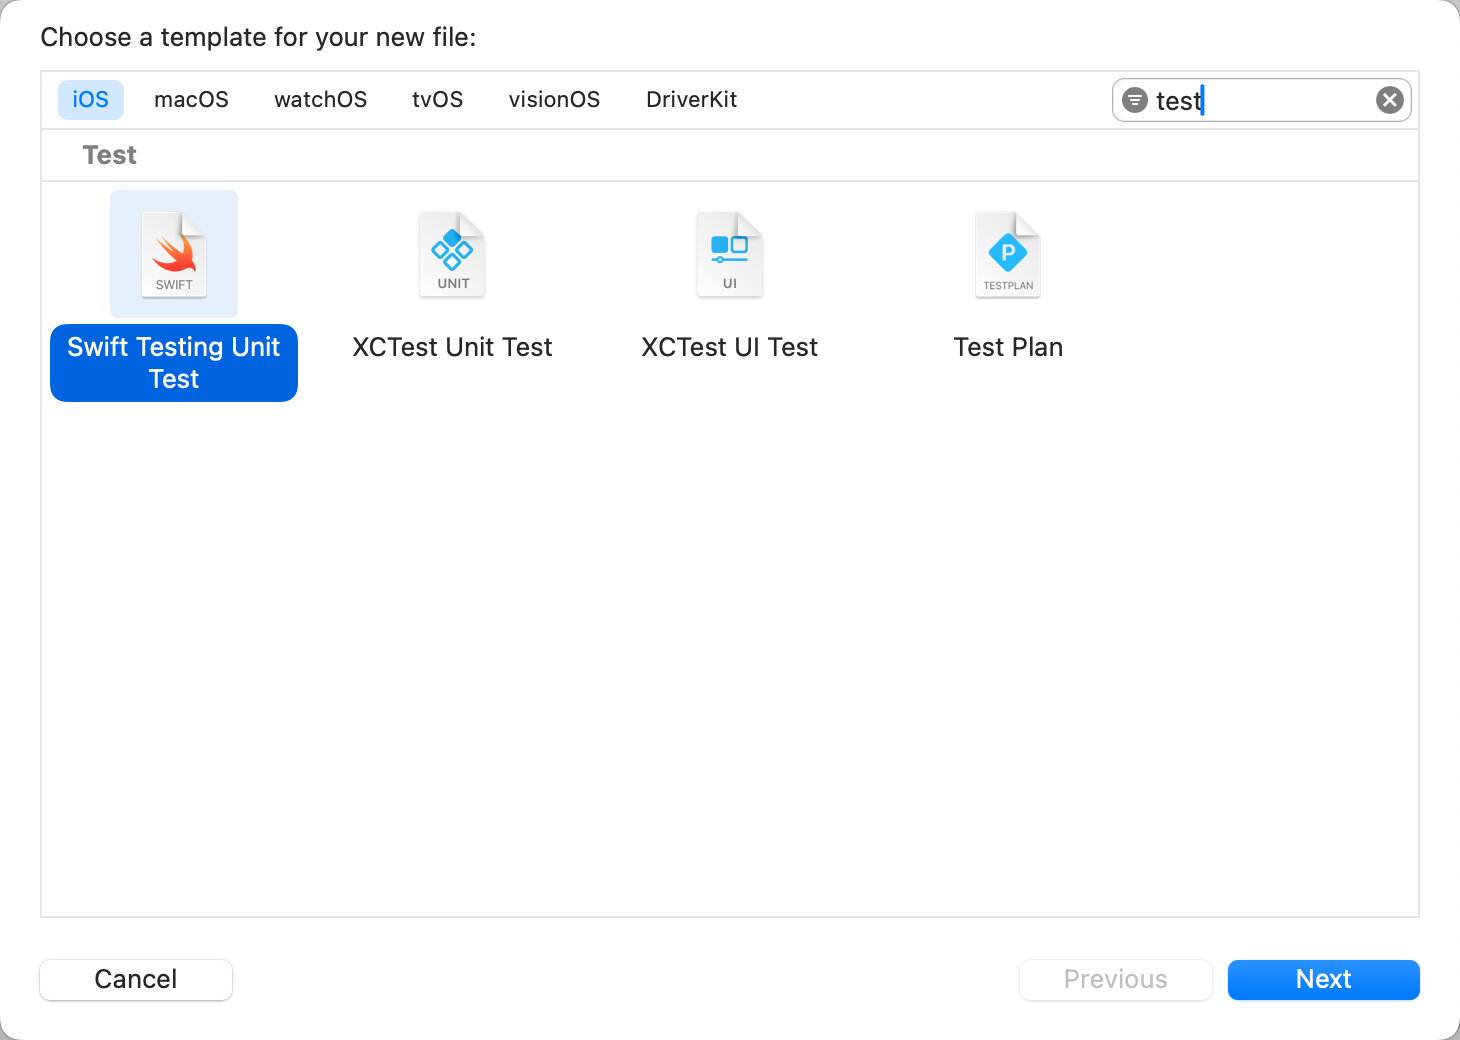 Choose a template for your new file:
iOS macOS watchOS tvOS visionOS DriverKit test
Test
SWIFT UNIT UI P TESTPLAN
Swift Testing Unit Test XCTest Unit Test XCTest UI Test Test Plan
Cancel Previous Next